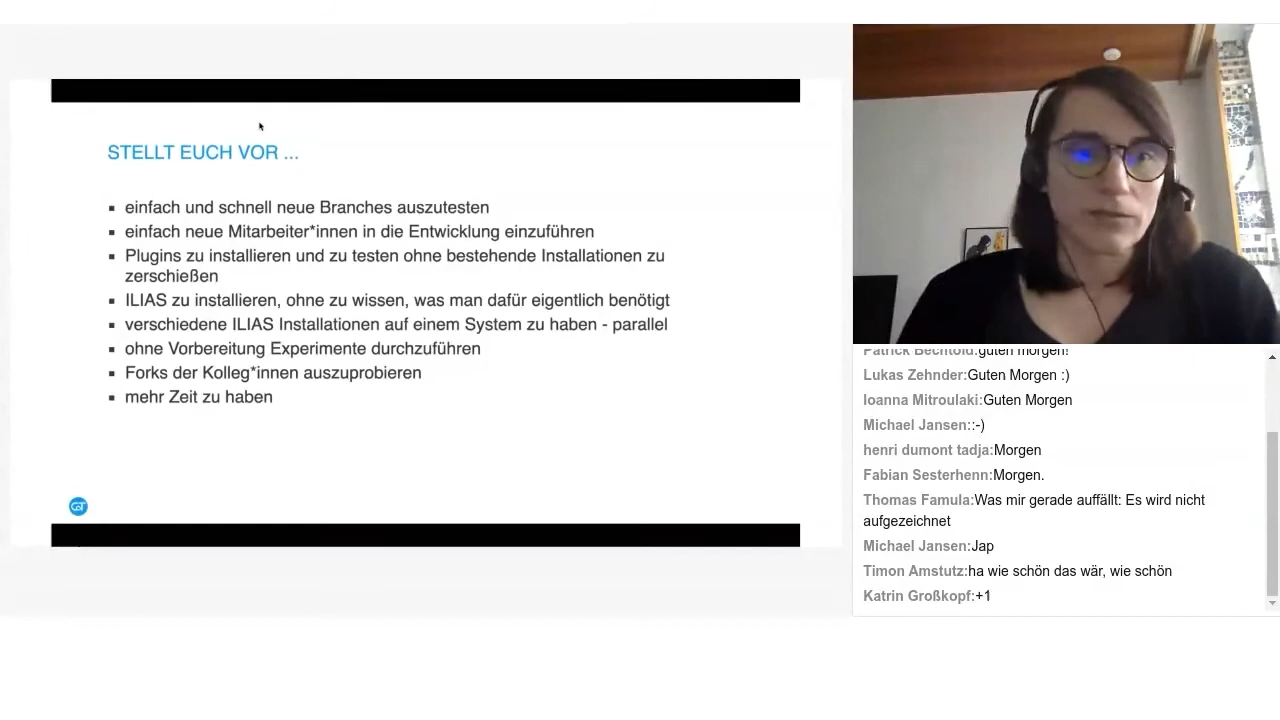 STELLT EUCH VOR ...
▪ einfach und schnell neue Branches auszutesten
▪ einfach neue Mitarbeiter*innen in die Entwicklung einzuführen
▪ Plugins zu installieren und zu testen ohne bestehende Installationen zu
zerschießen
▪ ILIAS zu installieren, ohne zu wissen, was man dafür eigentlich benötigt
▪ verschiedene ILIAS Installationen auf einem System zu haben - parallel
▪ ohne Vorbereitung Experimente durchzuführen
▪ Forks der Kolleg*innen auszuprobieren
▪ mehr Zeit zu haben
Patrick Bechtold:guten morgen!
Lukas Zehnder:Guten Morgen :)
Ioanna Mitroulaki:Guten Morgen
Michael Jansen::-)
henri dumont tadja:Morgen
Fabian Sesterhenn:Morgen.
Thomas Famula:Was mir gerade auffällt: Es wird nicht
aufgezeichnet
Michael Jansen:Jap
Timon Amstutz:ha wie schön das wär, wie schön
Katrin Großkopf:+1